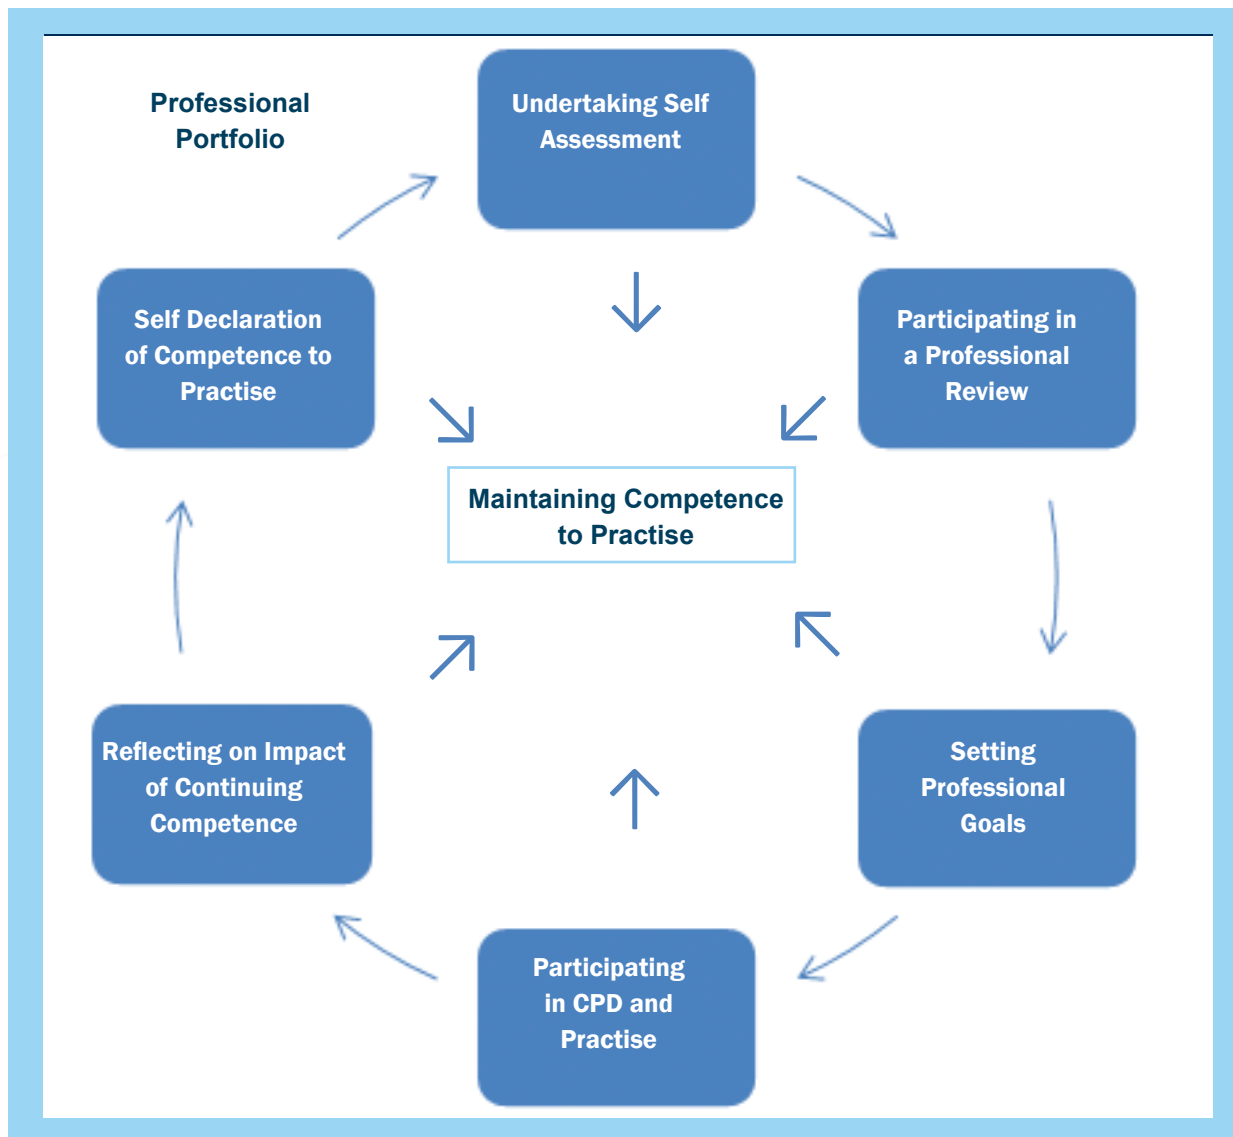 Professional
Portfolio
Undertaking Self
Assessment
Participating in
a Professional
Review
Setting
Professional
Goals
Participating
in CPD and
Practise
Reflecting on Impact
of Continuing
Competence
Self Declaration
of Competence to
Practise
Maintaining Competence
to Practise